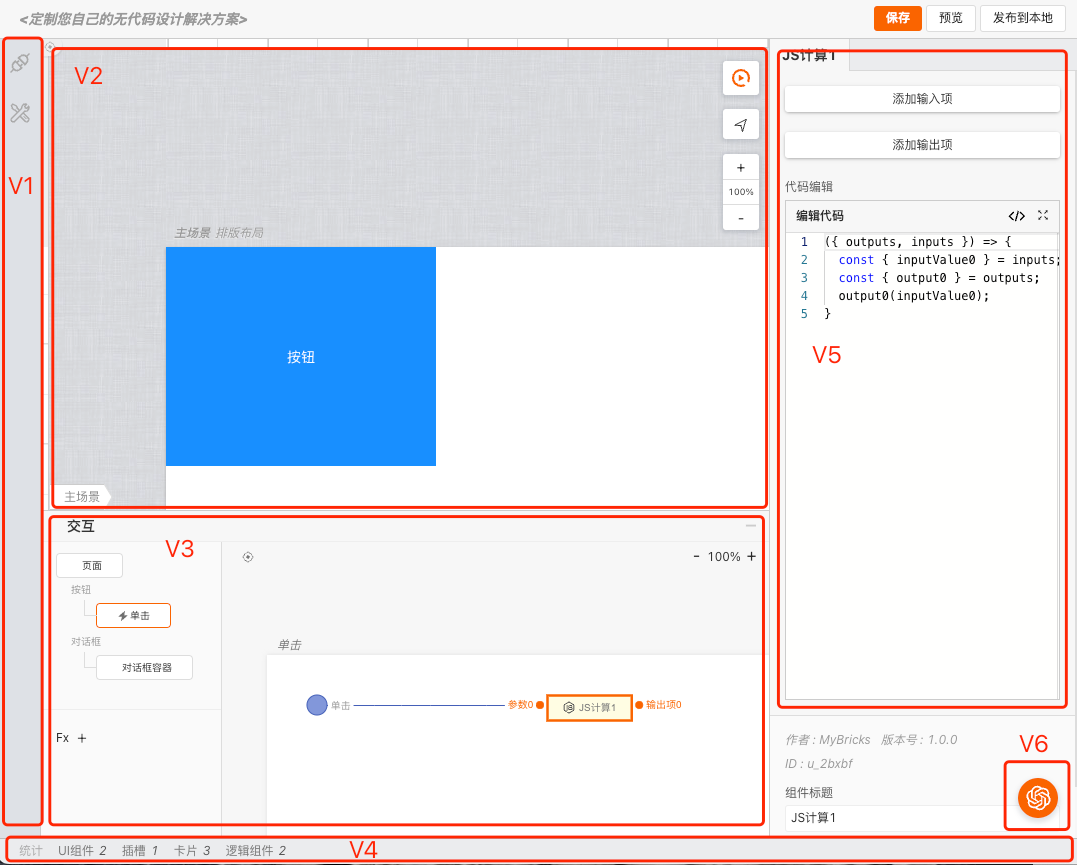 <定制您自己的无代码设计解决方案>
保存
预览
发布到本地
V1
V2
+
100%
-
主场景 排版布局
按钮
主场景
交互
V3
页面
按钮
单击
对话框
对话框容器
Fx +
- 100% +
单击
单击
参数0
JS计算1
输出项0
JS计算1
添加输入项
添加输出项
代码编辑
编辑代码
</>
1 ({ outputs, inputs }) => {
2 const { inputValue0 } = inputs;
3 const { output0 } = outputs;
4 output0(inputValue0);
5 }
V5
作者 : MyBricks 版本号 : 1.0.0
ID : u_2bxbf
V6
组件标题
JS计算1
统计 UI组件 2 插槽 1 卡片 3 逻辑组件 2
V4